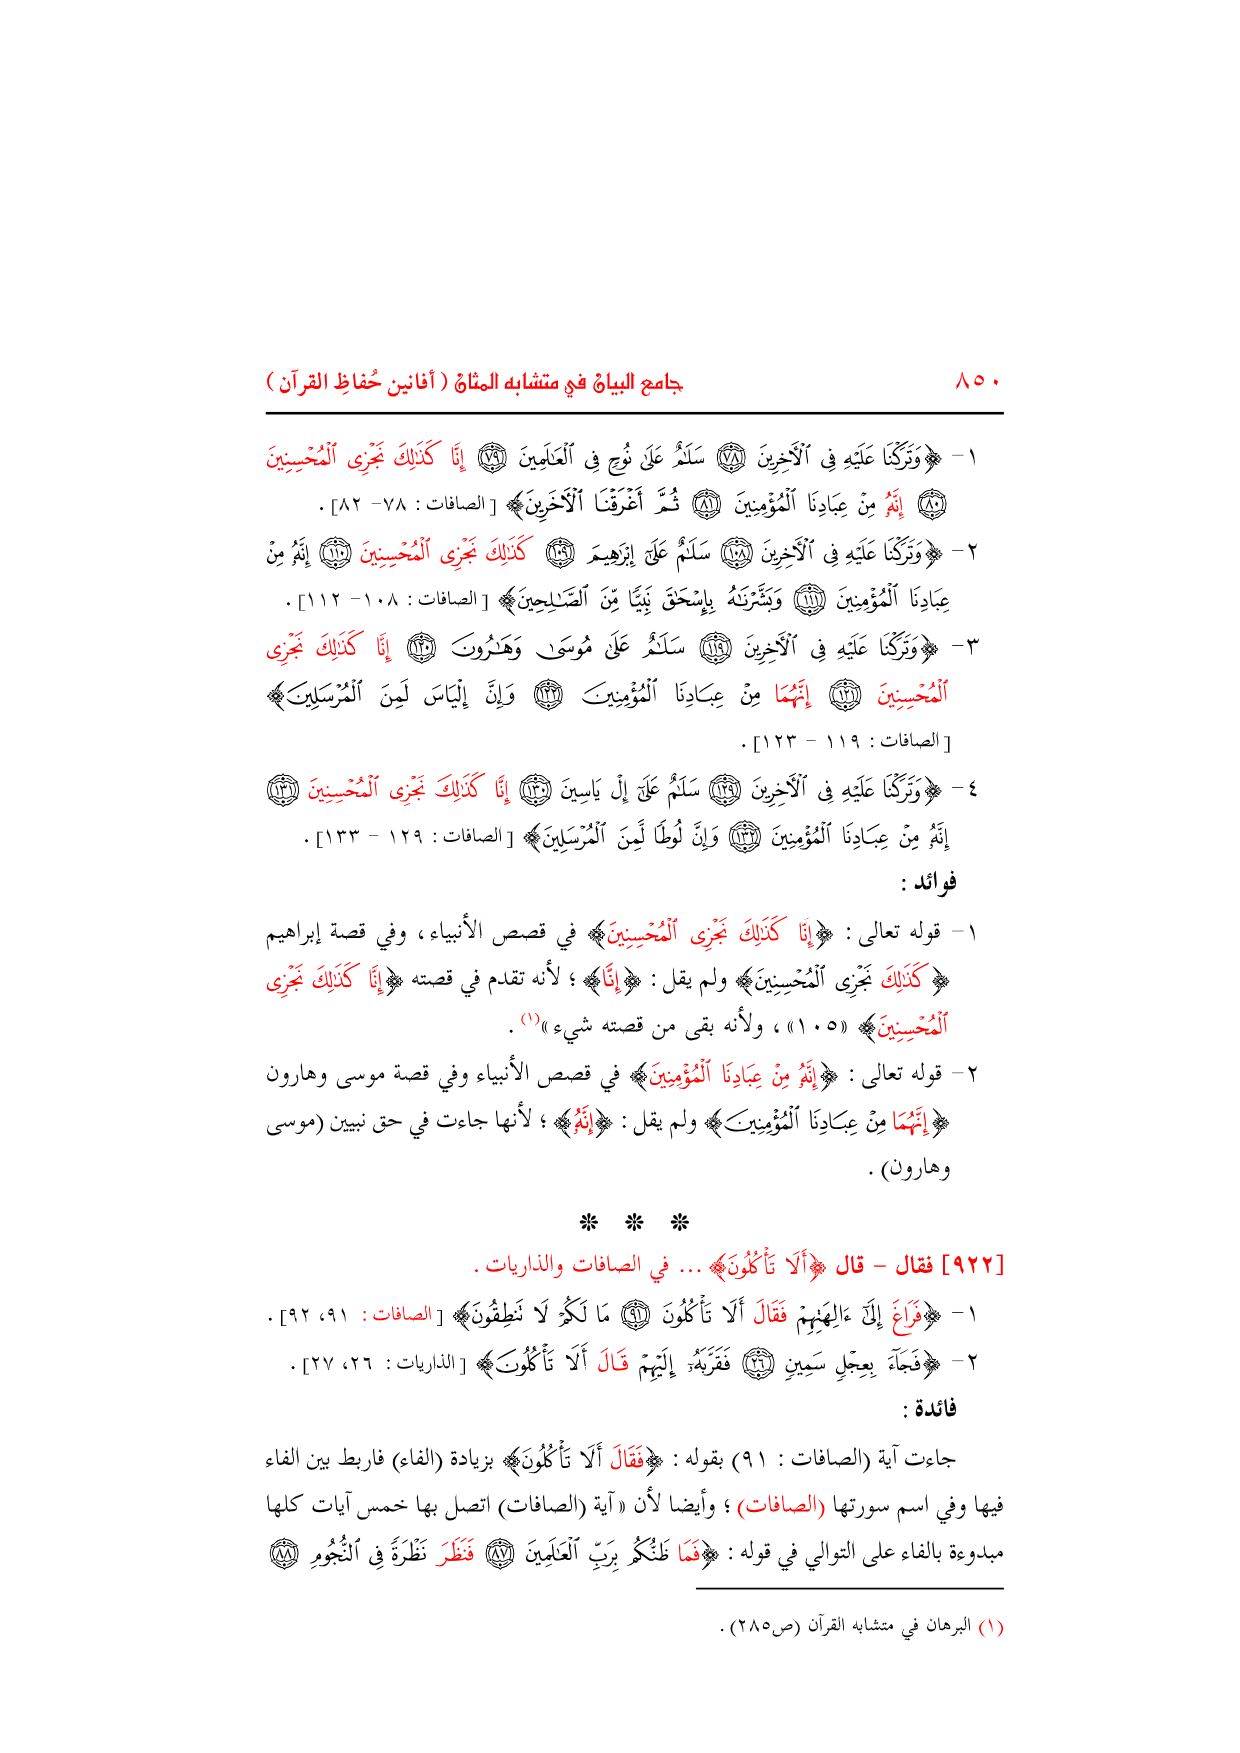 ٨٥٠ جامع البيان في متشابه المثان ( أفانين حُفاظِ القرآن )
١- ﴿وَتَرَكۡنَا عَلَيۡهِ فِي ٱلۡأٓخِرِينَ ٧٨ سَلَٰمٌ عَلَىٰ نُوحٖ فِي ٱلۡعَٰلَمِينَ ٧٩ إِنَّا كَذَٰلِكَ نَجۡزِي ٱلۡمُحۡسِنِينَ
٨٠ إِنَّهُۥ مِنۡ عِبَادِنَا ٱلۡمُؤۡمِنِينَ ٨١ ثُمَّ أَغۡرَقۡنَا ٱلۡأٓخَرِينَ﴾ [الصافات : ٧٨- ٨٢] .
٢- ﴿وَتَرَكۡنَا عَلَيۡهِ فِي ٱلۡأٓخِرِينَ ١٠٨ سَلَٰمٌ عَلَىٰٓ إِبۡرَٰهِيمَ ١٠٩ كَذَٰلِكَ نَجۡزِي ٱلۡمُحۡسِنِينَ ١١٠ إِنَّهُۥ مِنۡ
عِبَادِنَا ٱلۡمُؤۡمِنِينَ ١١١ وَبَشَّرۡنَٰهُ بِإِسۡحَٰقَ نَبِيّٗا مِّنَ ٱلصَّٰلِحِينَ﴾ [الصافات : ١٠٨- ١١٢] .
٣- ﴿وَتَرَكۡنَا عَلَيۡهِ فِي ٱلۡأٓخِرِينَ ١١٩ سَلَٰمٌ عَلَىٰ مُوسَىٰ وَهَٰرُونَ ١٢٠ إِنَّا كَذَٰلِكَ نَجۡزِي
ٱلۡمُحۡسِنِينَ ١٢١ إِنَّهُمَا مِنۡ عِبَادِنَا ٱلۡمُؤۡمِنِينَ ١٢٢ وَإِنَّ إِلۡيَاسَ لَمِنَ ٱلۡمُرۡسَلِينَ﴾
[الصافات : ١١٩ - ١٢٣] .
٤- ﴿وَتَرَكۡنَا عَلَيۡهِ فِي ٱلۡأٓخِرِينَ ١٢٩ سَلَٰمٌ عَلَىٰٓ إِلۡ يَاسِينَ ١٣٠ إِنَّا كَذَٰلِكَ نَجۡزِي ٱلۡمُحۡسِنِينَ ١٣١
إِنَّهُۥ مِنۡ عِبَادِنَا ٱلۡمُؤۡمِنِينَ ١٣٢ وَإِنَّ لُوطٗا لَّمِنَ ٱلۡمُرۡسَلِينَ﴾ [الصافات : ١٢٩ - ١٣٣] .
فوائد :
١- قوله تعالى : ﴿إِنَّا كَذَٰلِكَ نَجۡزِي ٱلۡمُحۡسِنِينَ﴾ في قصص الأنبياء، وفي قصة إبراهيم
﴿كَذَٰلِكَ نَجۡزِي ٱلۡمُحۡسِنِينَ﴾ ولم يقل : ﴿إِنَّا﴾ ؛ لأنه تقدم في قصته ﴿إِنَّا كَذَٰلِكَ نَجۡزِي
ٱلۡمُحۡسِنِينَ﴾ «١٠٥»، ولأنه بقى من قصته شيء»(١) .
٢- قوله تعالى : ﴿إِنَّهُۥ مِنۡ عِبَادِنَا ٱلۡمُؤۡمِنِينَ﴾ في قصص الأنبياء وفي قصة موسى وهارون
﴿إِنَّهُمَا مِنۡ عِبَادِنَا ٱلۡمُؤۡمِنِينَ﴾ ولم يقل : ﴿إِنَّهُۥ﴾ ؛ لأنها جاءت في حق نبيين (موسى
وهارون) .
* * *
[٩٢٢] فقال - قال ﴿أَلَا تَأۡكُلُونَ﴾ ... في الصافات والذاريات .
١- ﴿فَرَاغَ إِلَىٰٓ ءَالِهَتِهِمۡ فَقَالَ أَلَا تَأۡكُلُونَ ٩١ مَا لَكُمۡ لَا تَنطِقُونَ﴾ [الصافات : ٩١، ٩٢] .
٢- ﴿فَجَآءَ بِعِجۡلٖ سَمِينٖ ٢٦ فَقَرَّبَهُۥٓ إِلَيۡهِمۡ قَالَ أَلَا تَأۡكُلُونَ﴾ [الذاريات : ٢٦، ٢٧] .
فائدة :
جاءت آية (الصافات : ٩١) بقوله : ﴿فَقَالَ أَلَا تَأۡكُلُونَ﴾ بزيادة (الفاء) فاربط بين الفاء
فيها وفي اسم سورتها (الصافات) ؛ وأيضا لأن «آية (الصافات) اتصل بها خمس آيات كلها
مبدوءة بالفاء على التوالي في قوله : ﴿فَمَا ظَنُّكُم بِرَبِّ ٱلۡعَٰلَمِينَ ٨٧ فَنَظَرَ نَظۡرَةٗ فِي ٱلنُّجُومِ ٨٨
(١) البرهان في متشابه القرآن (ص٢٨٥) .